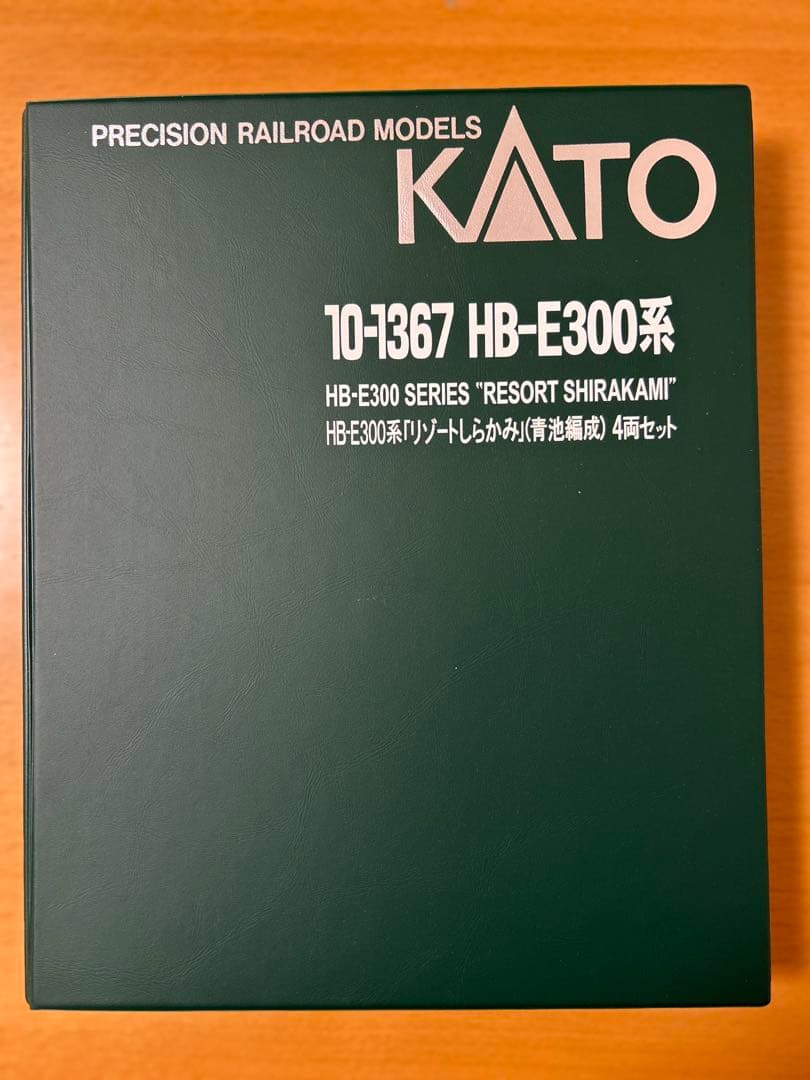 PRECISION RAILROAD MODELS
KATO
10-1367 HB-E300系
HB-E300 SERIES "RESORT SHIRAKAMI"
HB-E300系「リゾートしらかみ」(青池編成) 4両セット